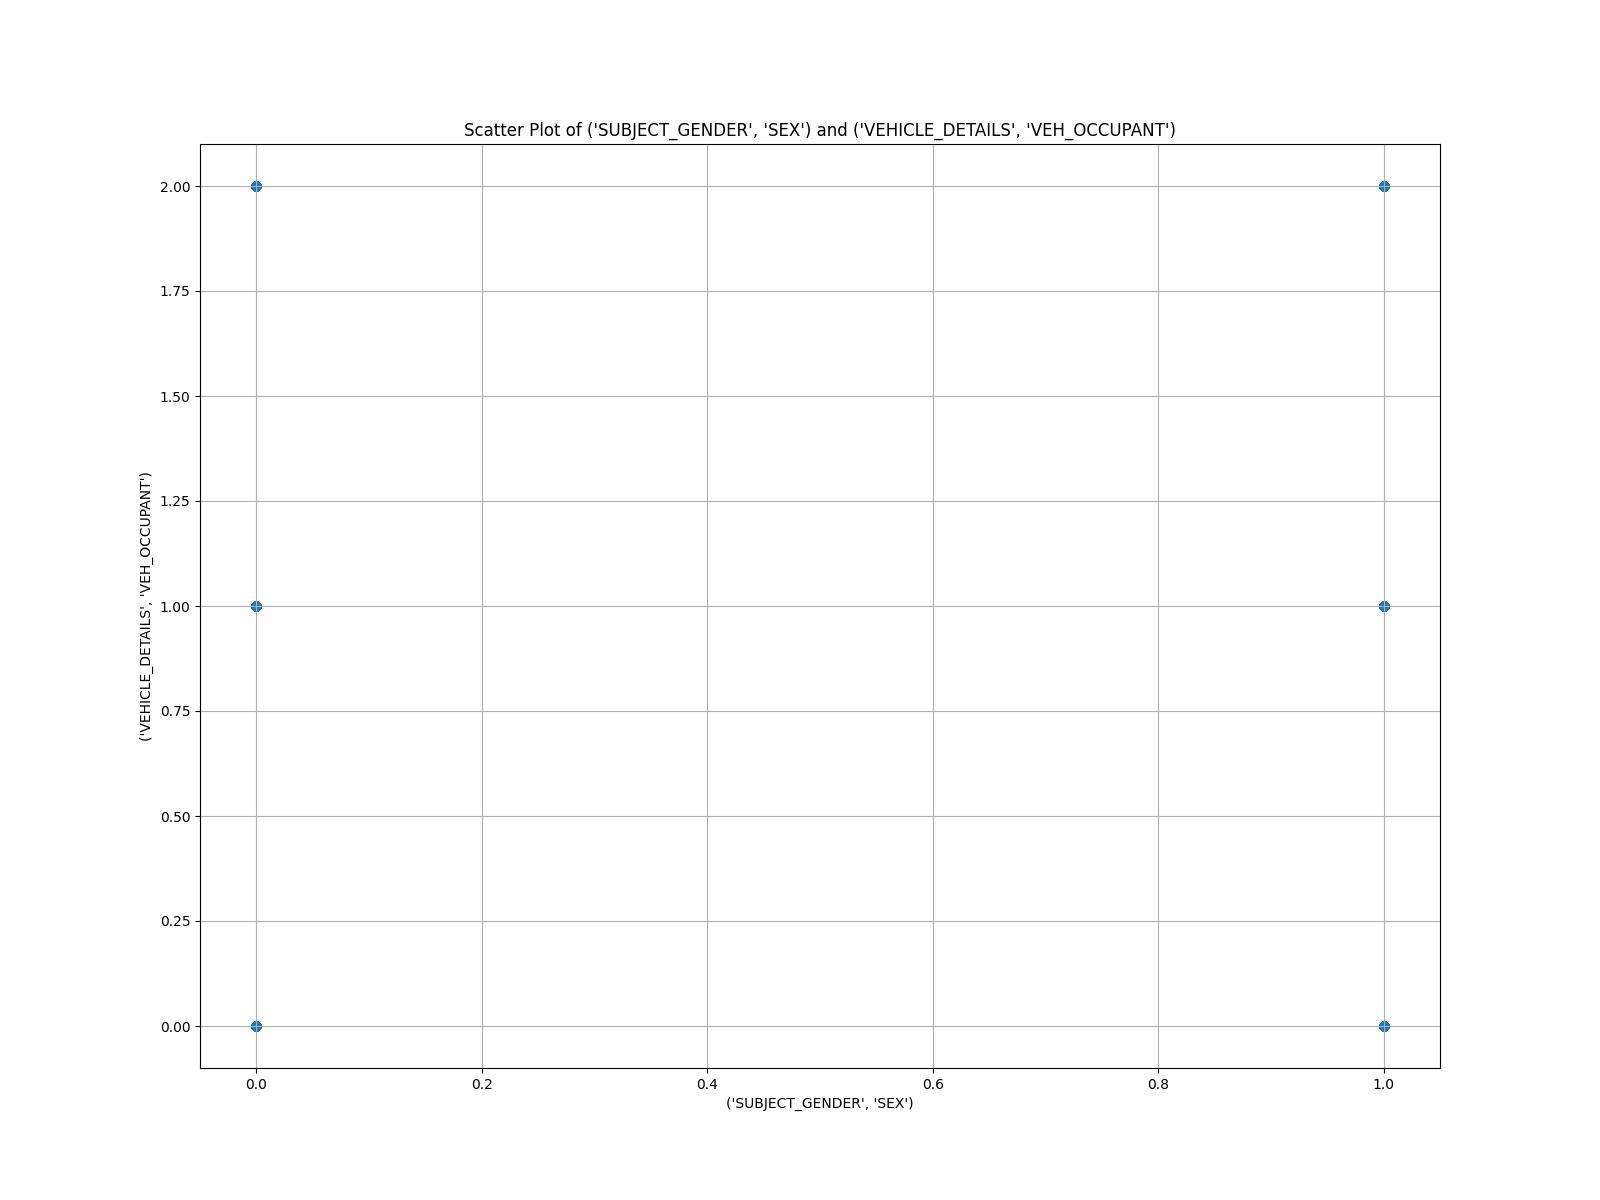 Scatter Plot of ('SUBJECT_GENDER', 'SEX') and ('VEHICLE_DETAILS', 'VEH_OCCUPANT')
('VEHICLE_DETAILS', 'VEH_OCCUPANT')
2.00
1.75
1.50
1.25
1.00
0.75
0.50
0.25
0.00
0.0 0.2 0.4 0.6 0.8 1.0
('SUBJECT_GENDER', 'SEX')